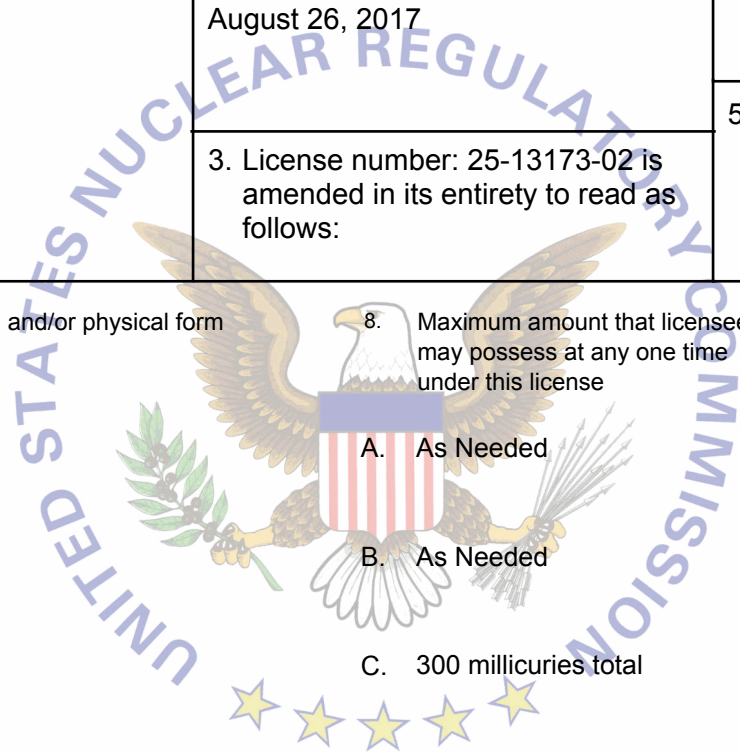 August 26, 2017
5
3. License number: 25-13173-02 is
amended in its entirety to read as
follows:
and/or physical form
8. Maximum amount that licensee
may possess at any one time
under this license
A. As Needed
B. As Needed
C. 300 millicuries total
UNITED STATES NUCLEAR REGULATORY COMMISSION